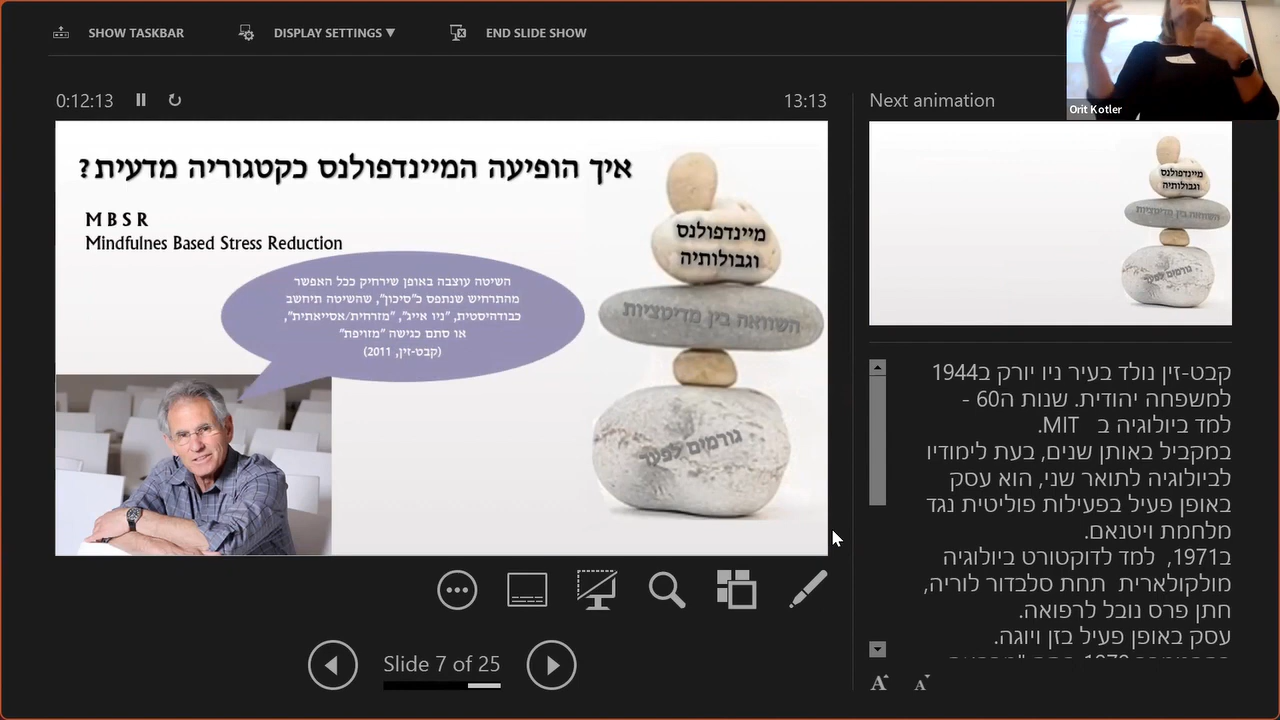 SHOW TASKBAR
DISPLAY SETTINGS ▼
END SLIDE SHOW
Orit Kotler
0:12:13
13:13
Next animation
איך הופיעה המיינדפולנס כקטגוריה מדעית?
MBSR
Mindfulnes Based Stress Reduction
השיטה עוצבה באופן שירחיק ככל האפשר
מהתרחיש שנתפס כ"סיכון", שהשיטה תיחשב
כבודהיסטית, "ניו אייג", "מזרחית/אסייאתית",
או סתם כגישה "מזויפת"
(קבט-זין, 2011)
מיינדפולנס
וגבולותיה
השוואה בין מדיטציות
גורמים לפער
מיינדפולנס
וגבולותיה
השוואה בין מדיטציות
גורמים לפער
קבט-זין נולד בעיר ניו יורק ב1944
למשפחה יהודית. שנות ה60 -
למד ביולוגיה ב MIT.
במקביל באותן שנים, בעת לימודיו
לביולוגיה לתואר שני, הוא עסק
באופן פעיל בפעילות פוליטית נגד
מלחמת ויטנאם.
ב1971, למד לדוקטורט ביולוגיה
מולקולארית תחת סלבדור לוריה,
חתן פרס נובל לרפואה.
עסק באופן פעיל בזן ויוגה.
Slide 7 of 25
A A